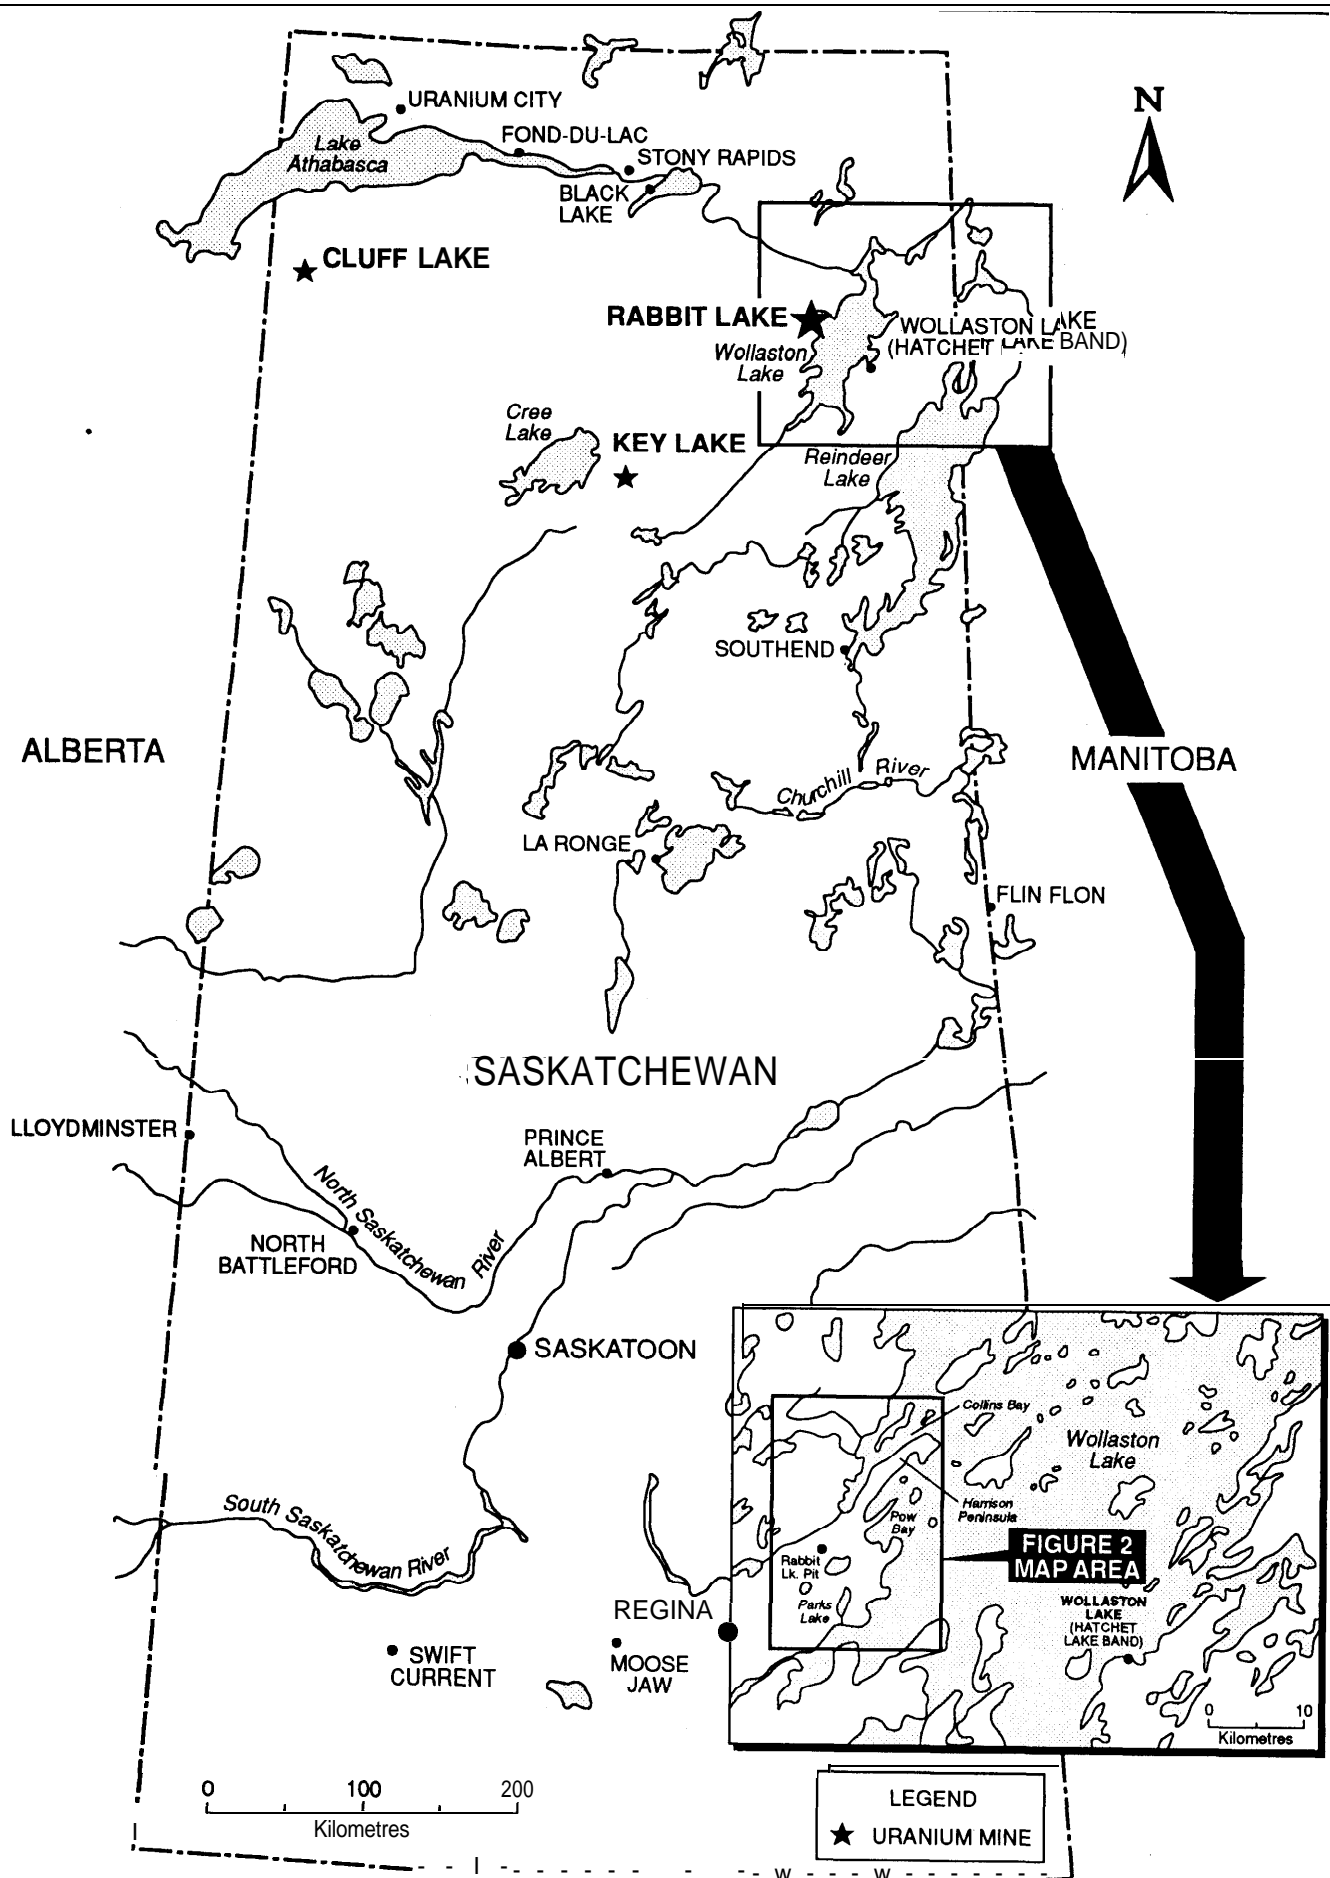 N
URANIUM CITY
FOND-DU-LAC
Lake
Athabasca
STONY RAPIDS
BLACK
LAKE
CLUFF LAKE
RABBIT LAKE
WOLLASTON LAKE
(HATCHET LAKE BAND)
Wollaston
Lake
Cree
Lake
KEY LAKE
Reindeer
Lake
SOUTHEND
ALBERTA
MANITOBA
Churchill River
LA RONGE
FLIN FLON
SASKATCHEWAN
LLOYDMINSTER
PRINCE
ALBERT
North Saskatchewan River
NORTH
BATTLEFORD
SASKATOON
Collins Bay
Wollaston
Lake
South Saskatchewan River
Harrison
Peninsula
Pow
Bay
FIGURE 2
MAP AREA
Rabbit
Lk. Pit
Parks
Lake
WOLLASTON
LAKE
(HATCHET
LAKE BAND)
REGINA
SWIFT
CURRENT
MOOSE
JAW
0 10
Kilometres
0 100 200
Kilometres
LEGEND
URANIUM MINE